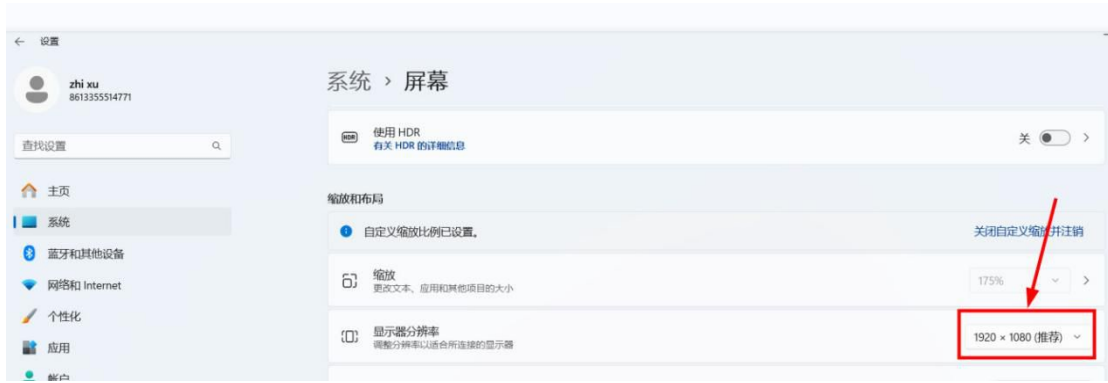 设置
zhi xu
8613355514771
查找设置
主页
系统
蓝牙和其他设备
网络和 Internet
个性化
应用
帐户
系统 › 屏幕
HDR
使用 HDR
有关 HDR 的详细信息
关
缩放和布局
自定义缩放比例已设置。
关闭自定义缩放并注销
缩放
更改文本、应用和其他项目的大小
175%
显示器分辨率
调整分辨率以适合所连接的显示器
1920 × 1080 (推荐)